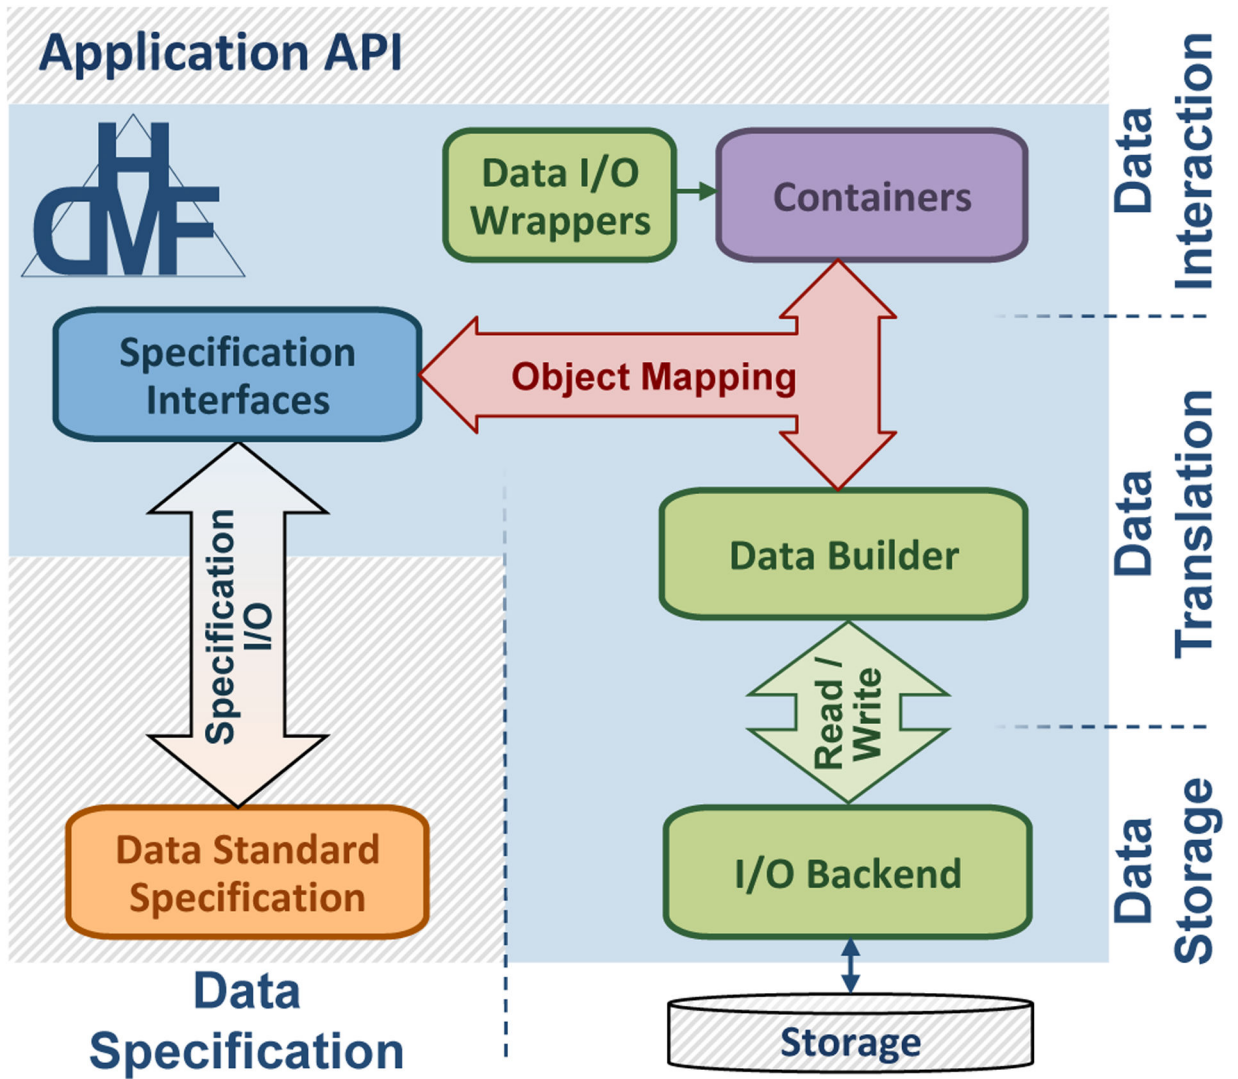 Application API
HDMF
Data I/O
Wrappers
Containers
Data
Interaction
Specification
Interfaces
Object Mapping
Data
Translation
Data Builder
Specification
I/O
Read /
Write
Data Standard
Specification
I/O Backend
Data
Storage
Data
Specification
Storage